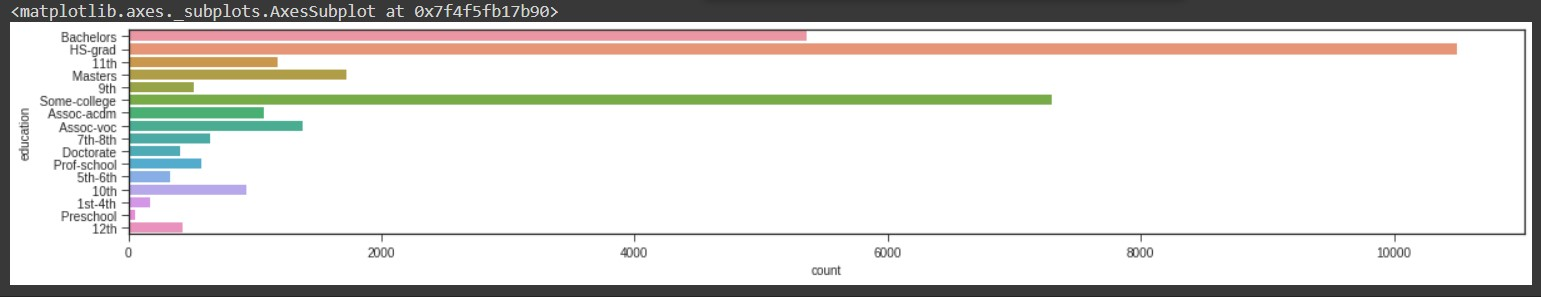 <matplotlib.axes._subplots.AxesSubplot at 0x7f4f5fb17b90>
education
Bachelors
HS-grad
11th
Masters
9th
Some-college
Assoc-acdm
Assoc-voc
7th-8th
Doctorate
Prof-school
5th-6th
10th
1st-4th
Preschool
12th
0 2000 4000 6000 8000 10000
count